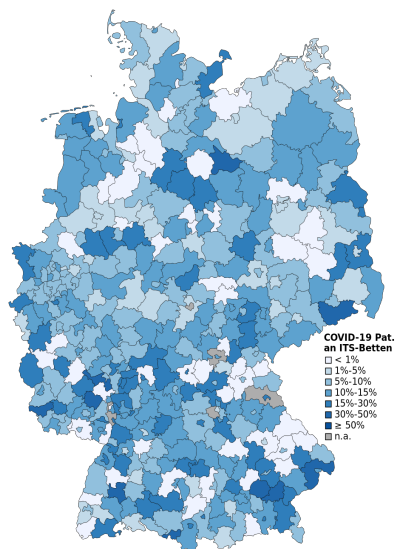 COVID-19 Pat.
an ITS-Betten
< 1%
1%-5%
5%-10%
10%-15%
15%-30%
30%-50%
≥ 50%
n.a.